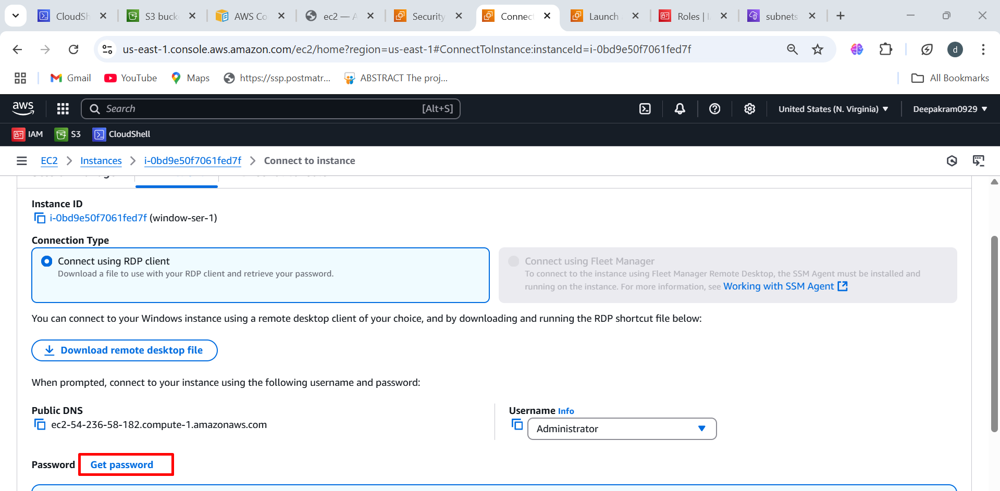 CloudSh
S3 buck
AWS Co
ec2 — A
Security
Connect
Launch
Roles | I
subnets
us-east-1.console.aws.amazon.com/ec2/home?region=us-east-1#ConnectToInstance:instanceId=i-0bd9e50f7061fed7f
d
Gmail
YouTube
Maps
https://ssp.postmatr...
ABSTRACT The proj...
All Bookmarks
aws
Search
[Alt+S]
United States (N. Virginia)
Deepakram0929
IAM
S3
CloudShell
EC2
Instances
i-0bd9e50f7061fed7f
Connect to instance
Instance ID
i-0bd9e50f7061fed7f (window-ser-1)
Connection Type
Connect using RDP client
Download a file to use with your RDP client and retrieve your password.
Connect using Fleet Manager
To connect to the instance using Fleet Manager Remote Desktop, the SSM Agent must be installed and
running on the instance. For more information, see Working with SSM Agent
You can connect to your Windows instance using a remote desktop client of your choice, and by downloading and running the RDP shortcut file below:
Download remote desktop file
When prompted, connect to your instance using the following username and password:
Public DNS
ec2-54-236-58-182.compute-1.amazonaws.com
Username Info
Administrator
Password Get password